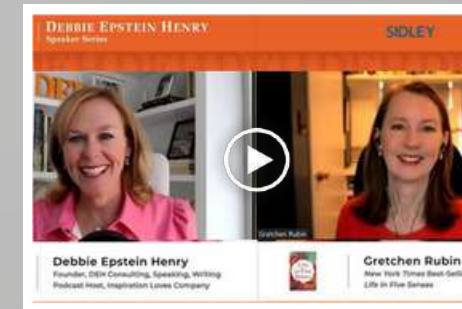 DEBBIE EPSTEIN HENRY
Speaker Series
SIDLEY
Gretchen Rubin
Debbie Epstein Henry
Founder, DEH Consulting, Speaking, Writing
Podcast Host, Inspiration Loves Company
Gretchen Rubin
New York Times Best-Selli
Life in Five Senses